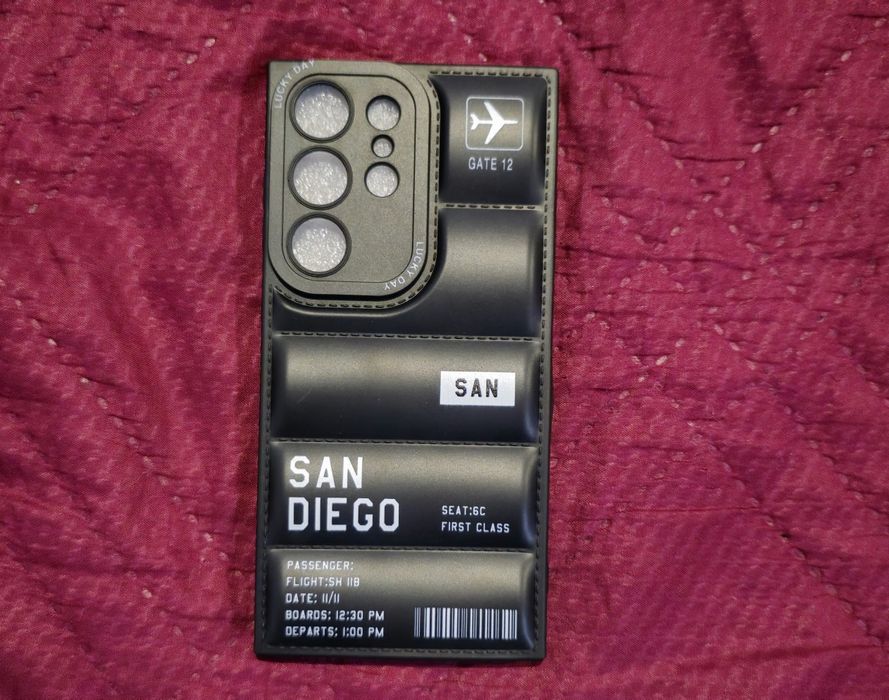 LUCKY DAY
GATE 12
LUCKY DAY
SAN
SAN
DIEGO
SEAT:6C
FIRST CLASS
PASSENGER:
FLIGHT:SH 11B
DATE: 11/11
BOARDS: 12:30 PM
DEPARTS: 1:00 PM